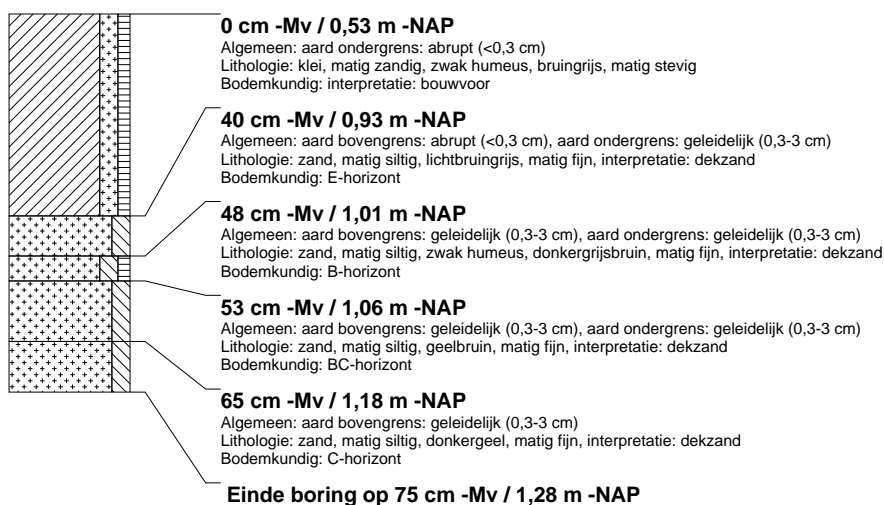 0 cm -Mv / 0,53 m -NAP
Algemeen: aard ondergrens: abrupt (<0,3 cm)
Lithologie: klei, matig zandig, zwak humeus, bruingrijs, matig stevig
Bodemkundig: interpretatie: bouwvoor
40 cm -Mv / 0,93 m -NAP
Algemeen: aard bovengrens: abrupt (<0,3 cm), aard ondergrens: geleidelijk (0,3-3 cm)
Lithologie: zand, matig siltig, lichtbruingrijs, matig fijn, interpretatie: dekzand
Bodemkundig: E-horizont
48 cm -Mv / 1,01 m -NAP
Algemeen: aard bovengrens: geleidelijk (0,3-3 cm), aard ondergrens: geleidelijk (0,3-3 cm)
Lithologie: zand, matig siltig, zwak humeus, donkergrijsbruin, matig fijn, interpretatie: dekzand
Bodemkundig: B-horizont
53 cm -Mv / 1,06 m -NAP
Algemeen: aard bovengrens: geleidelijk (0,3-3 cm), aard ondergrens: geleidelijk (0,3-3 cm)
Lithologie: zand, matig siltig, geelbruin, matig fijn, interpretatie: dekzand
Bodemkundig: BC-horizont
65 cm -Mv / 1,18 m -NAP
Algemeen: aard bovengrens: geleidelijk (0,3-3 cm)
Lithologie: zand, matig siltig, donkergeel, matig fijn, interpretatie: dekzand
Bodemkundig: C-horizont
Einde boring op 75 cm -Mv / 1,28 m -NAP